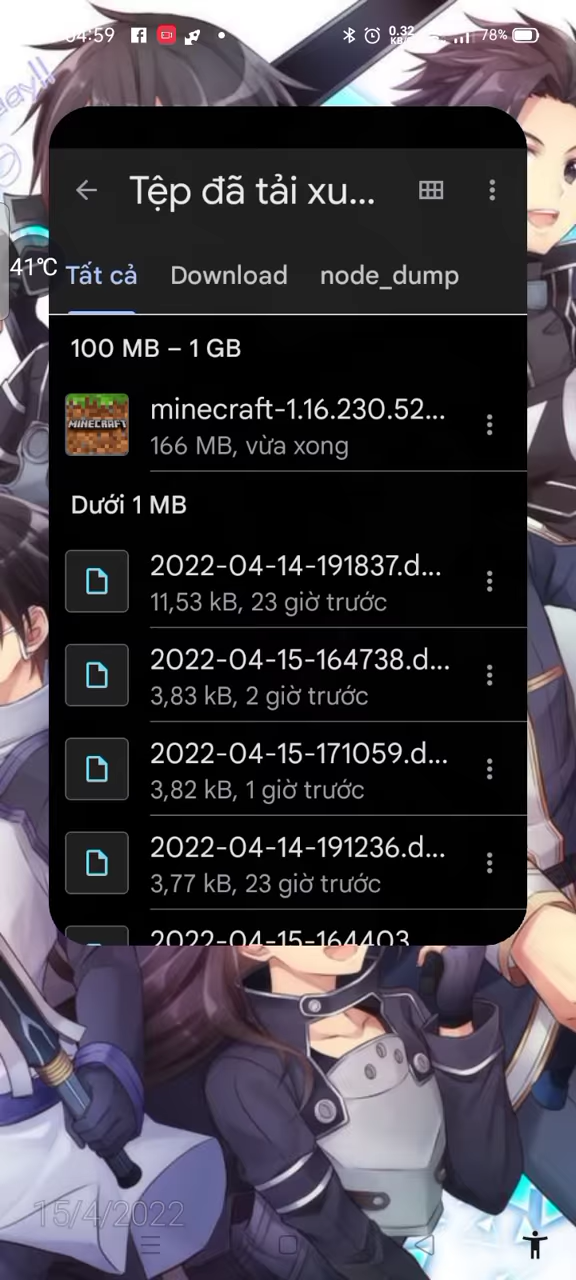 04:59
0.32
KB/s
78%
41°C
←
Tệp đã tải xu...
Tất cả Download node_dump
100 MB – 1 GB
MINECRAFT
minecraft-1.16.230.52...
166 MB, vừa xong
Dưới 1 MB
2022-04-14-191837.d...
11,53 kB, 23 giờ trước
2022-04-15-164738.d...
3,83 kB, 2 giờ trước
2022-04-15-171059.d...
3,82 kB, 1 giờ trước
2022-04-14-191236.d...
3,77 kB, 23 giờ trước
2022-04-15-164403
15/4/2022